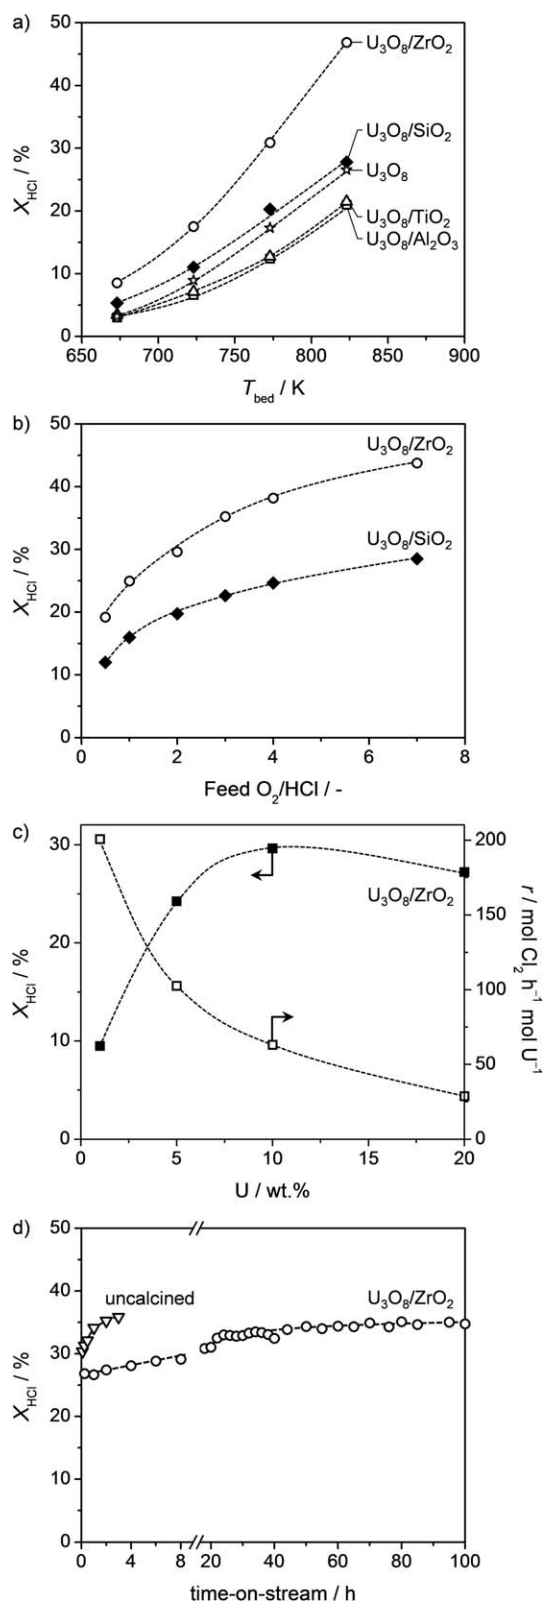 a)
50
40
30
20
10
0
X_HCl / %
U₃O₈/ZrO₂
U₃O₈/SiO₂
U₃O₈
U₃O₈/TiO₂
U₃O₈/Al₂O₃
650 700 750 800 850 900
T_bed / K
b)
50
40
30
20
10
0
X_HCl / %
U₃O₈/ZrO₂
U₃O₈/SiO₂
0 2 4 6 8
Feed O₂/HCl / -
c)
30
20
10
0
X_HCl / %
U₃O₈/ZrO₂
200
150
100
50
0
r / mol Cl₂ h⁻¹ mol U⁻¹
0 5 10 15 20
U / wt.%
d)
50
40
30
20
10
0
X_HCl / %
uncalcined
U₃O₈/ZrO₂
0 4 8 20 40 60 80 100
time-on-stream / h